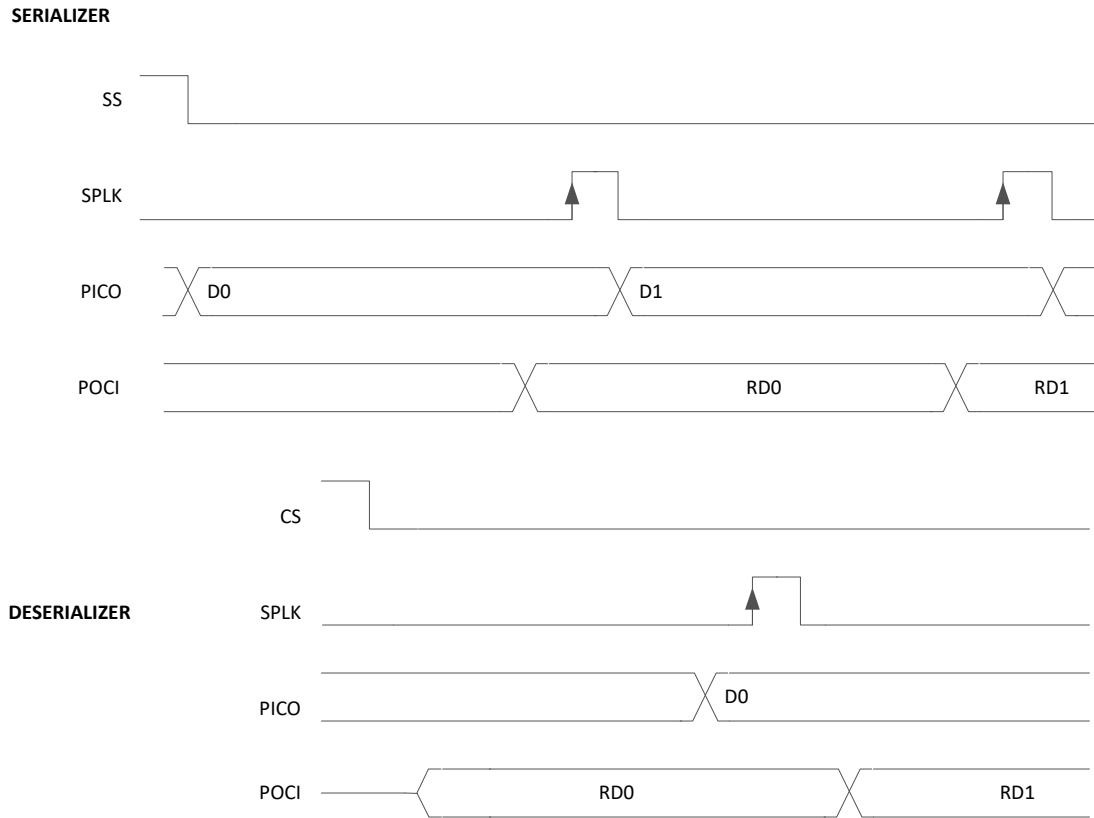 SERIALIZER
SS
SPLK
PICO D0 D1
POCI RD0 RD1
CS
DESERIALIZER SPLK
PICO D0
POCI RD0 RD1